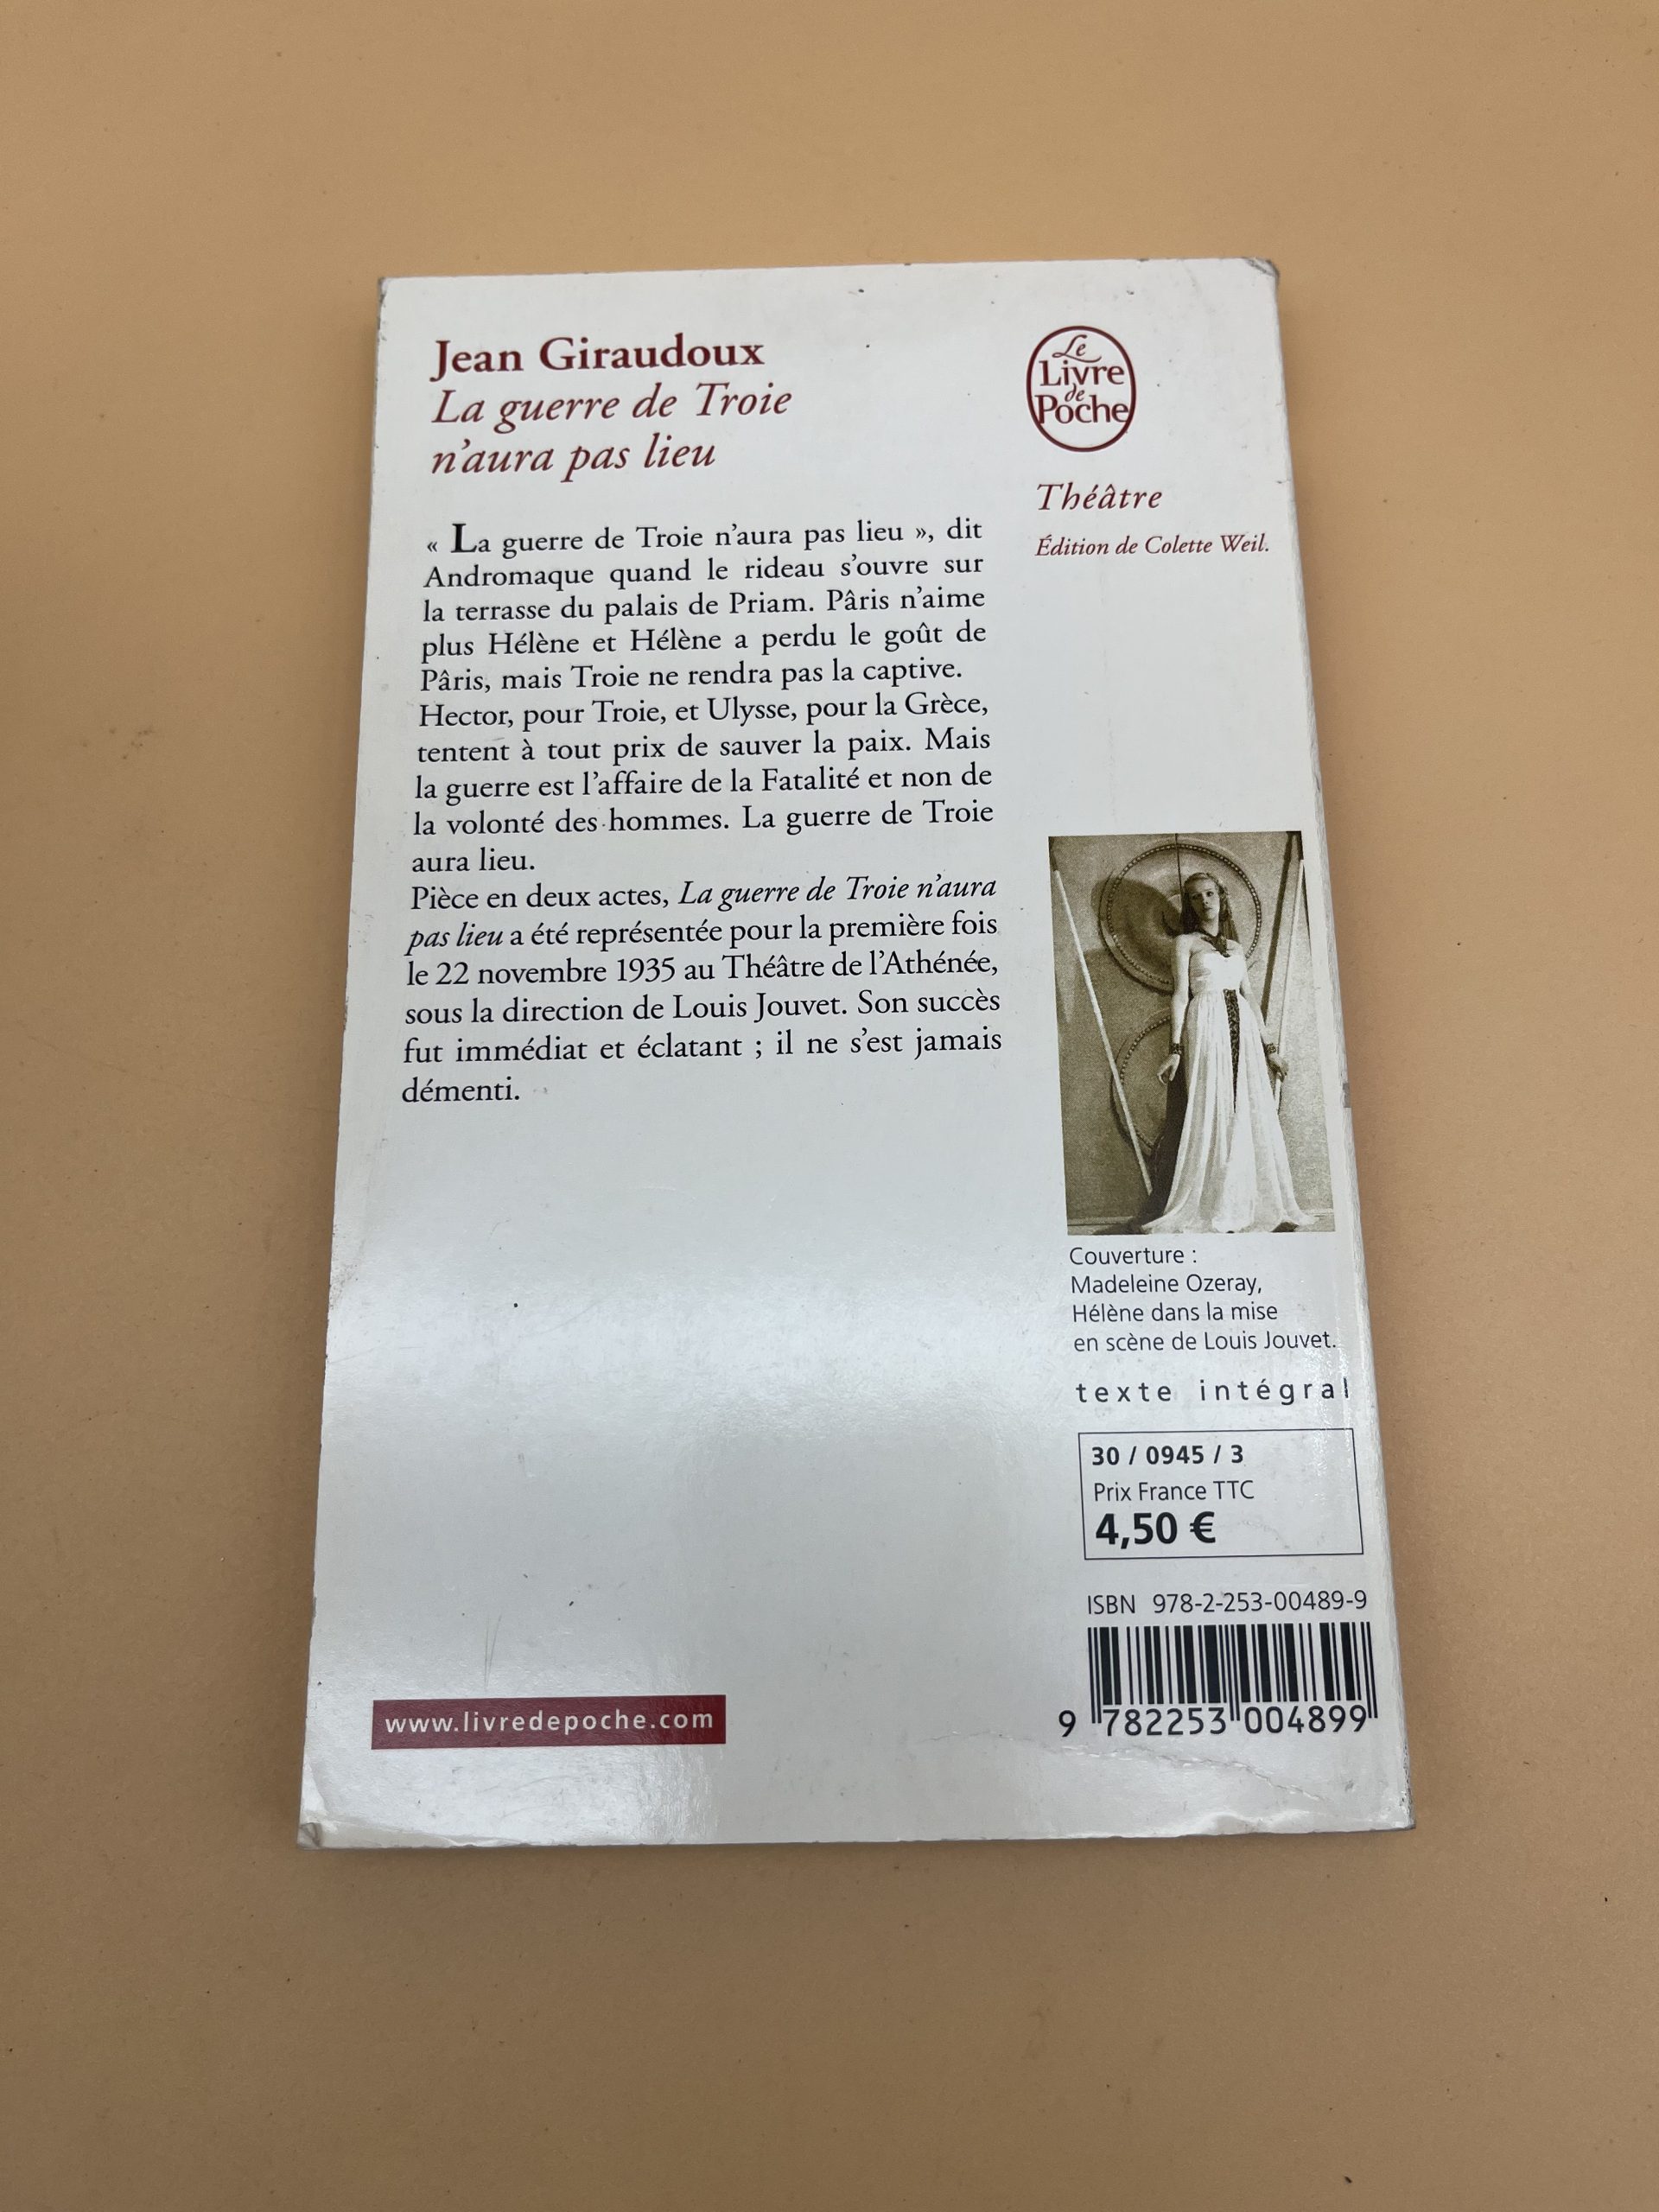 Jean Giraudoux
La guerre de Troie
n'aura pas lieu
« La guerre de Troie n'aura pas lieu », dit
Andromaque quand le rideau s'ouvre sur
la terrasse du palais de Priam. Pâris n'aime
plus Hélène et Hélène a perdu le goût de
Pâris, mais Troie ne rendra pas la captive.
Hector, pour Troie, et Ulysse, pour la Grèce,
tentent à tout prix de sauver la paix. Mais
la guerre est l'affaire de la Fatalité et non de
la volonté des hommes. La guerre de Troie
aura lieu.
Pièce en deux actes, La guerre de Troie n'aura
pas lieu a été représentée pour la première fois
le 22 novembre 1935 au Théâtre de l'Athénée,
sous la direction de Louis Jouvet. Son succès
fut immédiat et éclatant ; il ne s'est jamais
démenti.
www.livredepoche.com
Le
Livre
de
Poche
Théâtre
Édition de Colette Weil.
Couverture :
Madeleine Ozeray,
Hélène dans la mise
en scène de Louis Jouvet.
texte intégral
30 / 0945 / 3
Prix France TTC
4,50 €
ISBN 978-2-253-00489-9
9 782253 004899